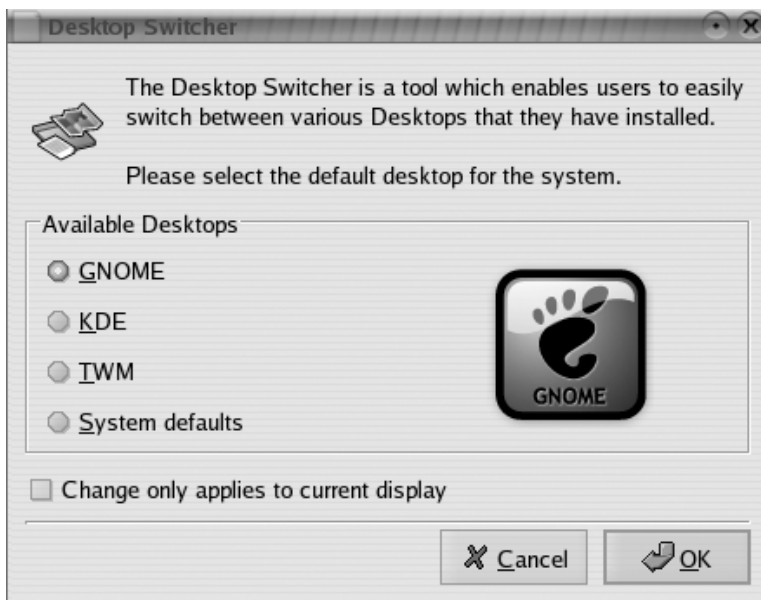 Desktop Switcher
The Desktop Switcher is a tool which enables users to easily
switch between various Desktops that they have installed.
Please select the default desktop for the system.
Available Desktops
GNOME
KDE
TWM
System defaults
GNOME
Change only applies to current display
Cancel
OK